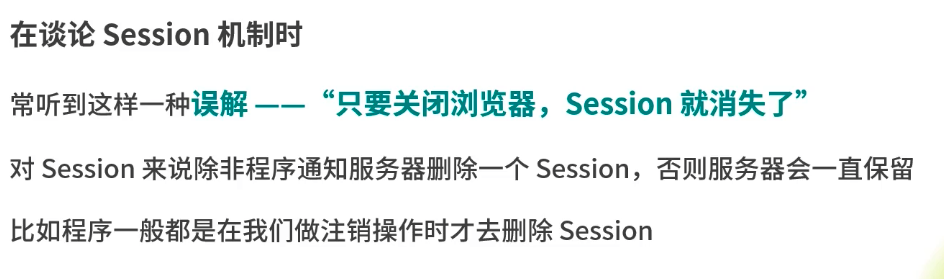 在谈论 Session 机制时
常听到这样一种误解 ——“只要关闭浏览器，Session 就消失了”
对 Session 来说除非程序通知服务器删除一个 Session，否则服务器会一直保留
比如程序一般都是在我们做注销操作时才去删除 Session